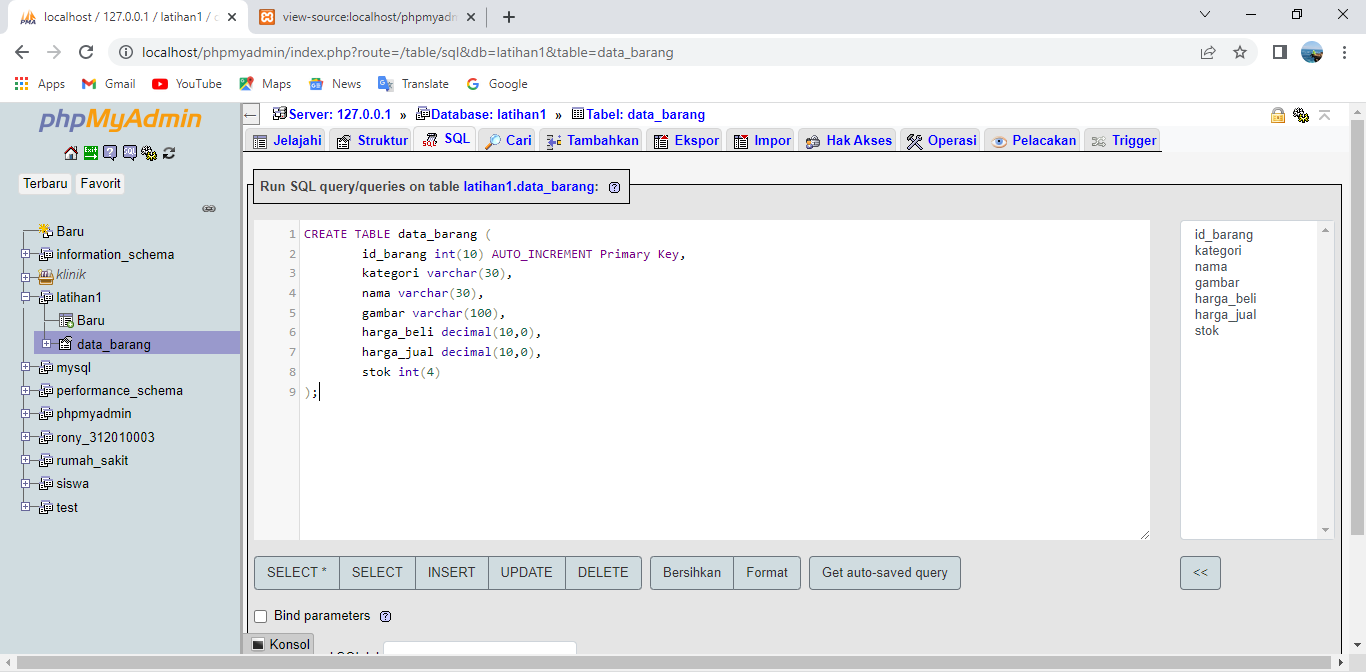 localhost / 127.0.0.1 / latihan1 /
view-source:localhost/phpmyadm
localhost/phpmyadmin/index.php?route=/table/sql&db=latihan1&table=data_barang
Apps Gmail YouTube Maps News Translate Google
phpMyAdmin
Terbaru Favorit
Baru
information_schema
klinik
latihan1
Baru
data_barang
mysql
performance_schema
phpmyadmin
rony_312010003
rumah_sakit
siswa
test
Server: 127.0.0.1 » Database: latihan1 » Tabel: data_barang
Jelajahi Struktur SQL Cari Tambahkan Ekspor Impor Hak Akses Operasi Pelacakan Trigger
Run SQL query/queries on table latihan1.data_barang:
1 CREATE TABLE data_barang (
2 id_barang int(10) AUTO_INCREMENT Primary Key,
3 kategori varchar(30),
4 nama varchar(30),
5 gambar varchar(100),
6 harga_beli decimal(10,0),
7 harga_jual decimal(10,0),
8 stok int(4)
9 );
id_barang
kategori
nama
gambar
harga_beli
harga_jual
stok
SELECT * SELECT INSERT UPDATE DELETE Bersihkan Format Get auto-saved query <<
Bind parameters
Konsol